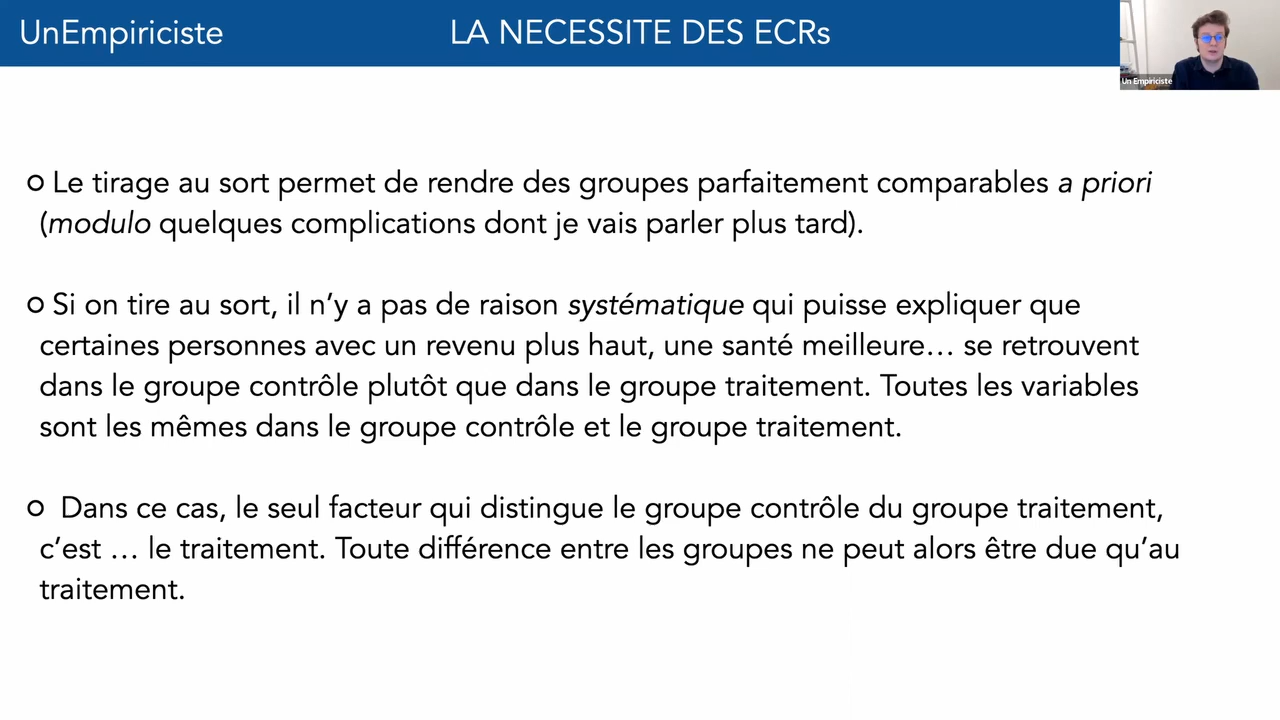 UnEmpiriciste
LA NECESSITE DES ECRs
Un Empiriciste
Le tirage au sort permet de rendre des groupes parfaitement comparables a priori
(modulo quelques complications dont je vais parler plus tard).
Si on tire au sort, il n’y a pas de raison systématique qui puisse expliquer que
certaines personnes avec un revenu plus haut, une santé meilleure… se retrouvent
dans le groupe contrôle plutôt que dans le groupe traitement. Toutes les variables
sont les mêmes dans le groupe contrôle et le groupe traitement.
Dans ce cas, le seul facteur qui distingue le groupe contrôle du groupe traitement,
c’est … le traitement. Toute différence entre les groupes ne peut alors être due qu’au
traitement.